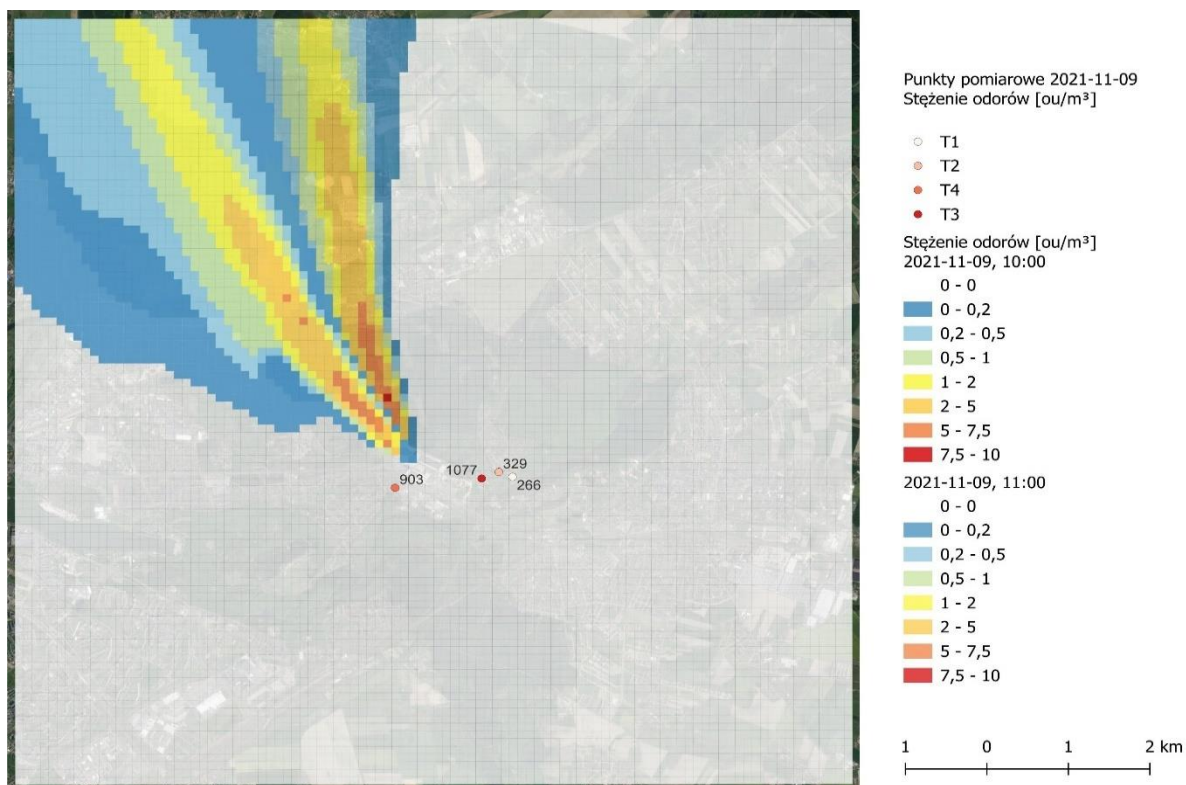 Punkty pomiarowe 2021-11-09
Stężenie odorów [ou/m³]
T1
T2
T4
T3
Stężenie odorów [ou/m³]
2021-11-09, 10:00
0 - 0
0 - 0,2
0,2 - 0,5
0,5 - 1
1 - 2
2 - 5
5 - 7,5
7,5 - 10
2021-11-09, 11:00
0 - 0
0 - 0,2
0,2 - 0,5
0,5 - 1
1 - 2
2 - 5
5 - 7,5
7,5 - 10
1 0 1 2 km
903
1077
329
266